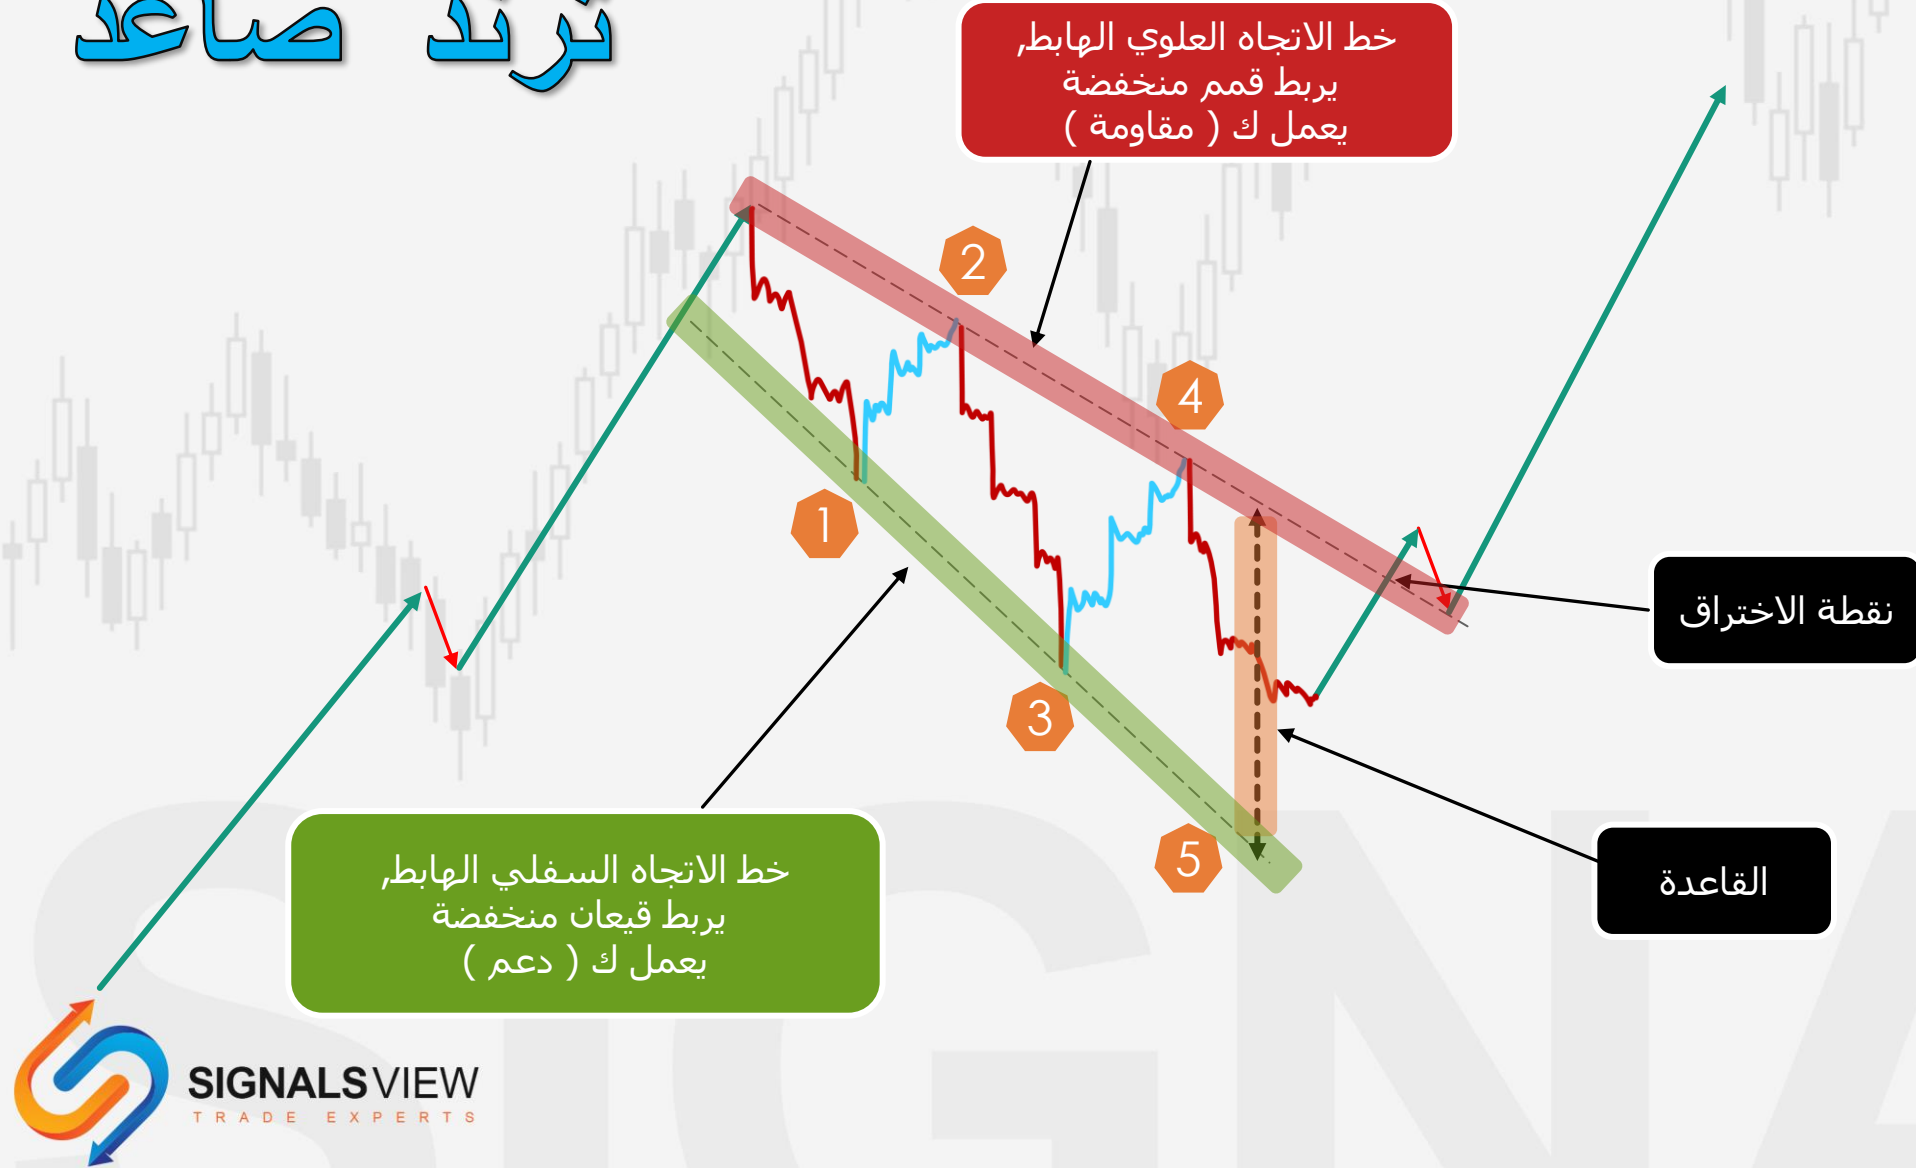 ترند صاعد
خط الاتجاه العلوي الهابط,
يربط قمم منخفضة
يعمل ك ( مقاومة )
2
4
1
نقطة الاختراق
3
5
خط الاتجاه السفلي الهابط,
يربط قيعان منخفضة
يعمل ك ( دعم )
القاعدة
SIGNALSVIEW
TRADE EXPERTS
SIGNA